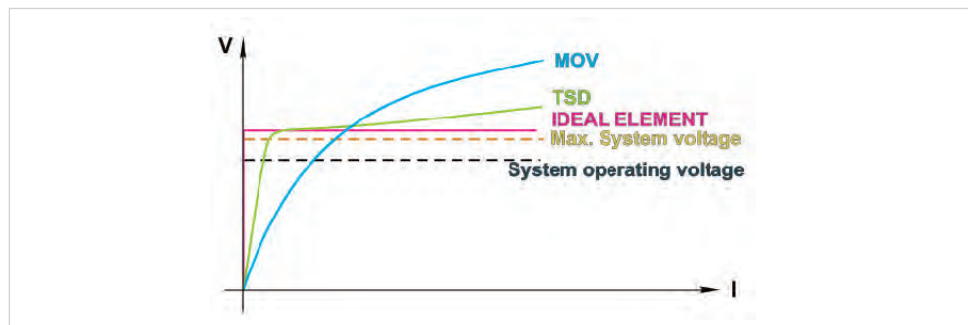 V
MOV
TSD
IDEAL ELEMENT
Max. System voltage
System operating voltage
I